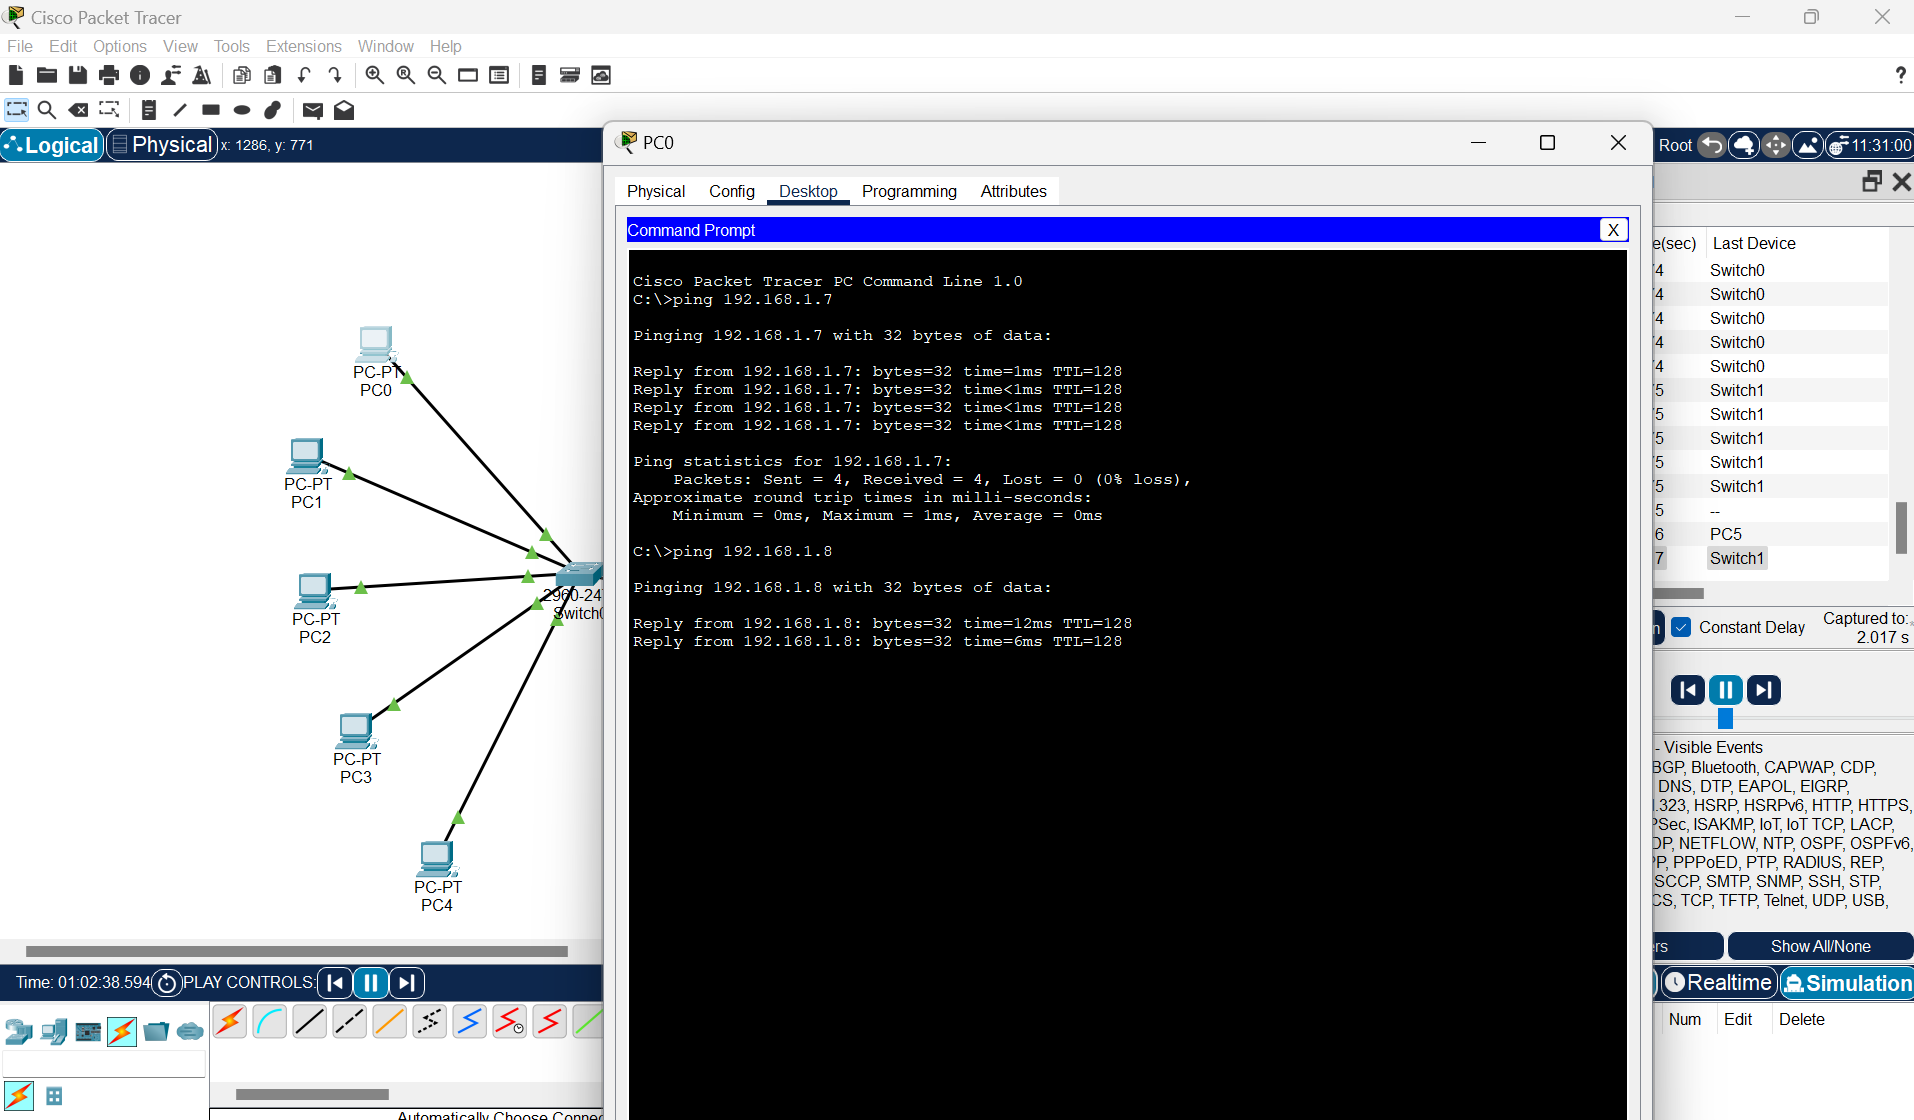 Cisco Packet Tracer
File Edit Options View Tools Extensions Window Help
?
Logical Physical x: 1286, y: 771
Root 11:31:00
PC0
Physical Config Desktop Programming Attributes
Command Prompt X
Cisco Packet Tracer PC Command Line 1.0
C:\>ping 192.168.1.7
Pinging 192.168.1.7 with 32 bytes of data:
Reply from 192.168.1.7: bytes=32 time=1ms TTL=128
Reply from 192.168.1.7: bytes=32 time<1ms TTL=128
Reply from 192.168.1.7: bytes=32 time<1ms TTL=128
Reply from 192.168.1.7: bytes=32 time<1ms TTL=128
Ping statistics for 192.168.1.7:
Packets: Sent = 4, Received = 4, Lost = 0 (0% loss),
Approximate round trip times in milli-seconds:
Minimum = 0ms, Maximum = 1ms, Average = 0ms
C:\>ping 192.168.1.8
Pinging 192.168.1.8 with 32 bytes of data:
Reply from 192.168.1.8: bytes=32 time=12ms TTL=128
Reply from 192.168.1.8: bytes=32 time=6ms TTL=128
PC-PT
PC0
PC-PT
PC1
PC-PT
PC2
PC-PT
PC3
PC-PT
PC4
2960-24
Switch0
e(sec) Last Device
4 Switch0
4 Switch0
4 Switch0
4 Switch0
4 Switch0
5 Switch1
5 Switch1
5 Switch1
5 Switch1
5 Switch1
5 --
6 PC5
7 Switch1
Constant Delay
Captured to:
2.017 s
- Visible Events
BGP, Bluetooth, CAPWAP, CDP,
DNS, DTP, EAPOL, EIGRP,
.323, HSRP, HSRPv6, HTTP, HTTPS,
PSec, ISAKMP, IoT, IoT TCP, LACP,
DP, NETFLOW, NTP, OSPF, OSPFv6,
PP, PPPoED, PTP, RADIUS, REP,
SCCP, SMTP, SNMP, SSH, STP,
CS, TCP, TFTP, Telnet, UDP, USB,
ers Show All/None
Time: 01:02:38.594 PLAY CONTROLS:
Realtime Simulation
Num Edit Delete
Automatically Choose Connec